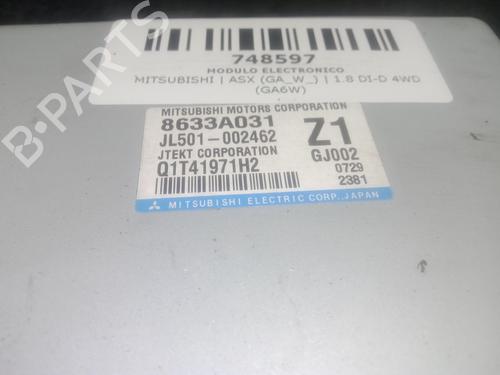 B-PARTS
748597
MODULO ELECTRONICO
MITSUBISHI | ASX (GA_W_) | 1.8 DI-D 4WD
(GA6W)
MITSUBISHI MOTORS CORPORATION
8633A031 Z1
JL501-002462
JTEKT CORPORATION GJ002
Q1T41971H2 0729
2381
MITSUBISHI ELECTRIC CORP. JAPAN